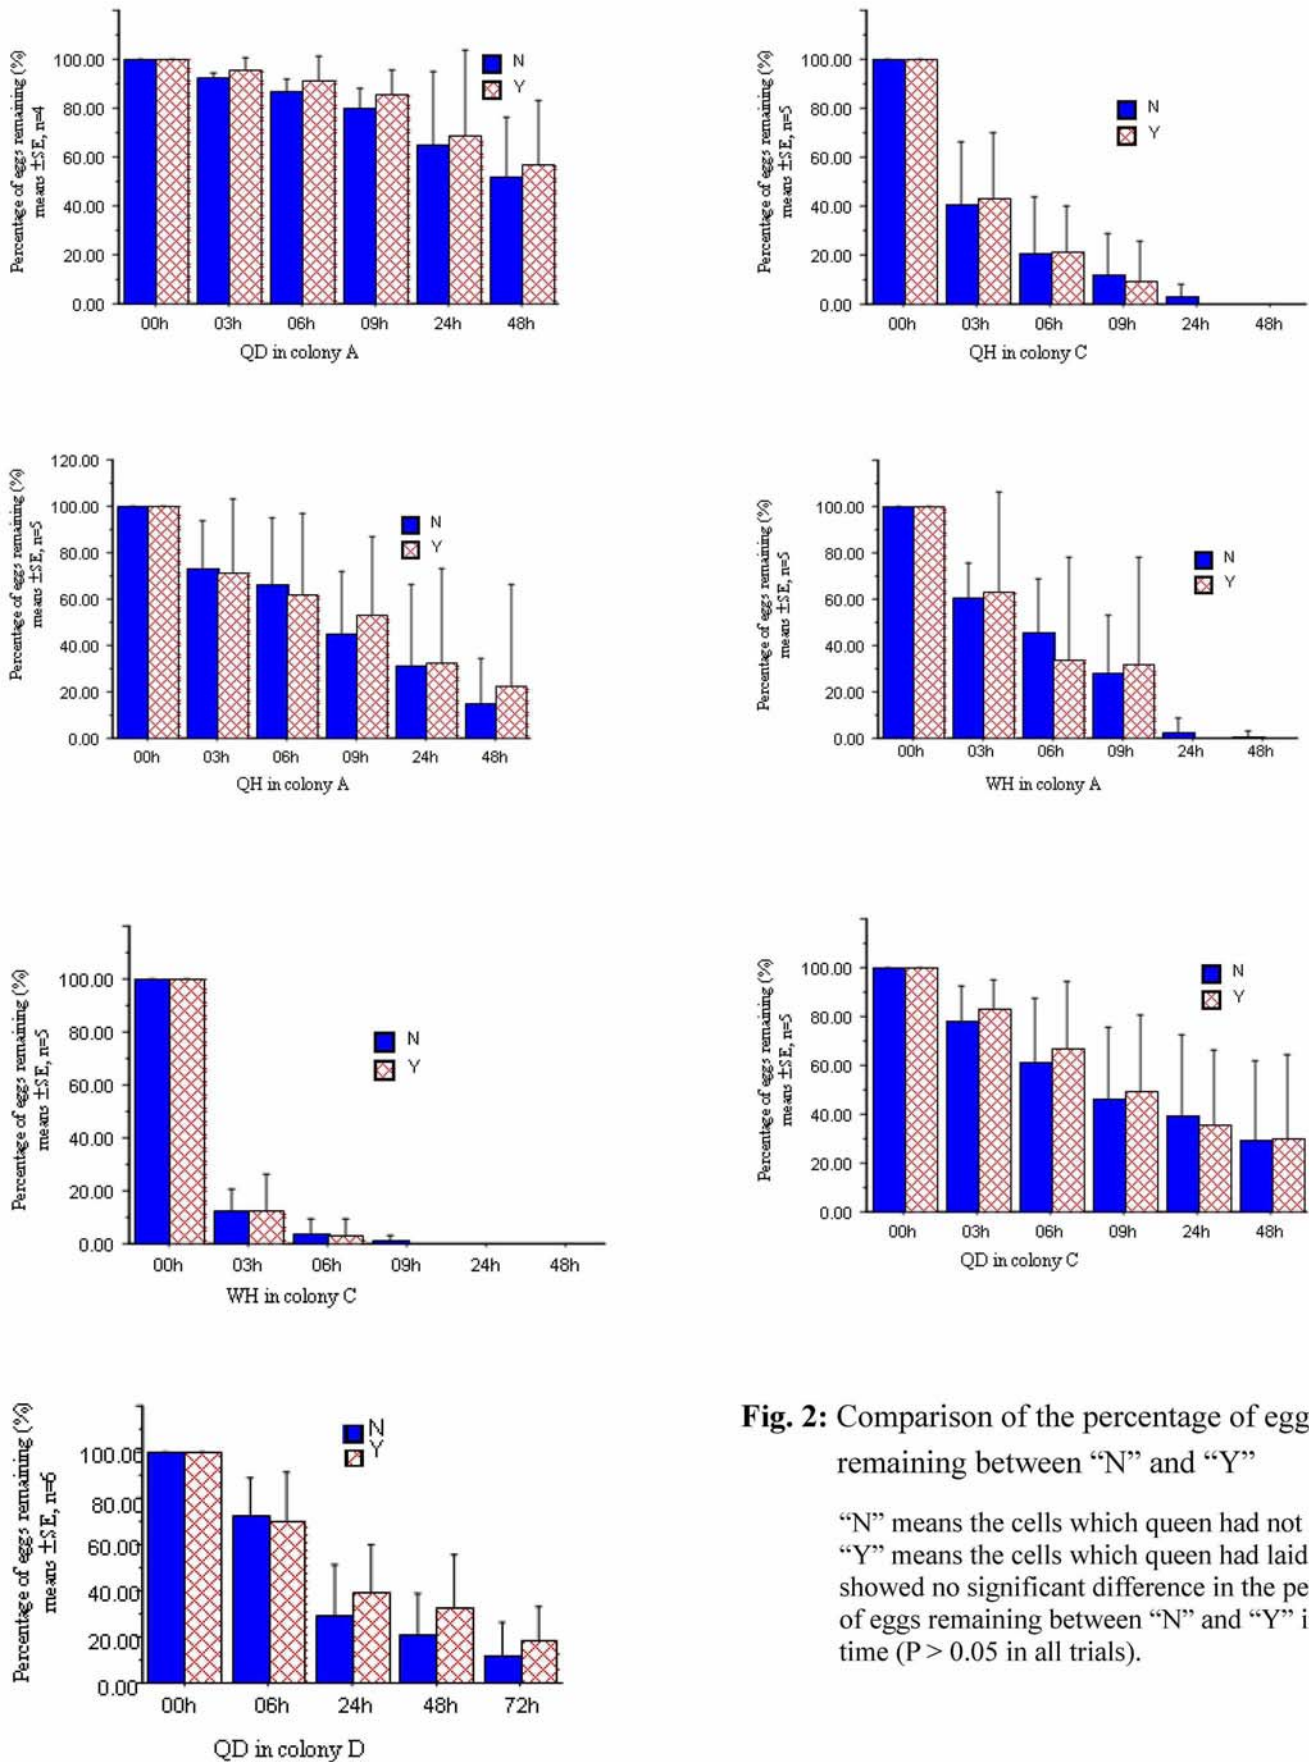 Percentage of eggs remaining (%)
means ±SE, n=4
100.00
80.00
60.00
40.00
20.00
0.00
N
Y
00h 03h 06h 09h 24h 48h
QD in colony A
Percentage of eggs remaining (%)
means ±SE, n=5
100.00
80.00
60.00
40.00
20.00
0.00
N
Y
00h 03h 06h 09h 24h 48h
QH in colony C
Percentage of eggs remaining (%)
means ±SE, n=5
120.00
100.00
80.00
60.00
40.00
20.00
0.00
N
Y
00h 03h 06h 09h 24h 48h
QH in colony A
Percentage of eggs remaining (%)
means ±SE, n=5
100.00
80.00
60.00
40.00
20.00
0.00
N
Y
00h 03h 06h 09h 24h 48h
WH in colony A
Percentage of eggs remaining (%)
means ±SE, n=5
100.00
80.00
60.00
40.00
20.00
0.00
N
Y
00h 03h 06h 09h 24h 48h
WH in colony C
Percentage of eggs remaining (%)
means ±SE, n=5
100.00
80.00
60.00
40.00
20.00
0.00
N
Y
00h 03h 06h 09h 24h 48h
QD in colony C
Percentage of eggs remaining (%)
means ±SE, n=6
100.00
80.00
60.00
40.00
20.00
0.00
N
Y
00h 06h 24h 48h 72h
QD in colony D
Fig. 2: Comparison of the percentage of egg
remaining between “N” and “Y”
“N” means the cells which queen had not
“Y” means the cells which queen had laid
showed no significant difference in the pe
of eggs remaining between “N” and “Y” i
time (P > 0.05 in all trials).